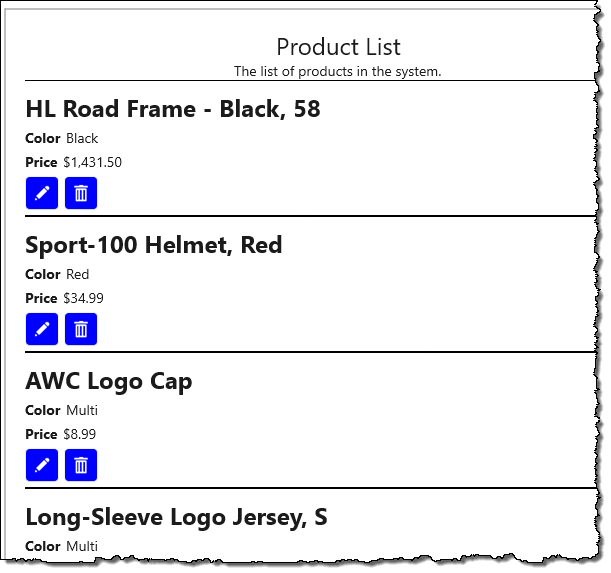 Product List
The list of products in the system.
HL Road Frame - Black, 58
Color Black
Price $1,431.50
Sport-100 Helmet, Red
Color Red
Price $34.99
AWC Logo Cap
Color Multi
Price $8.99
Long-Sleeve Logo Jersey, S
Color Multi